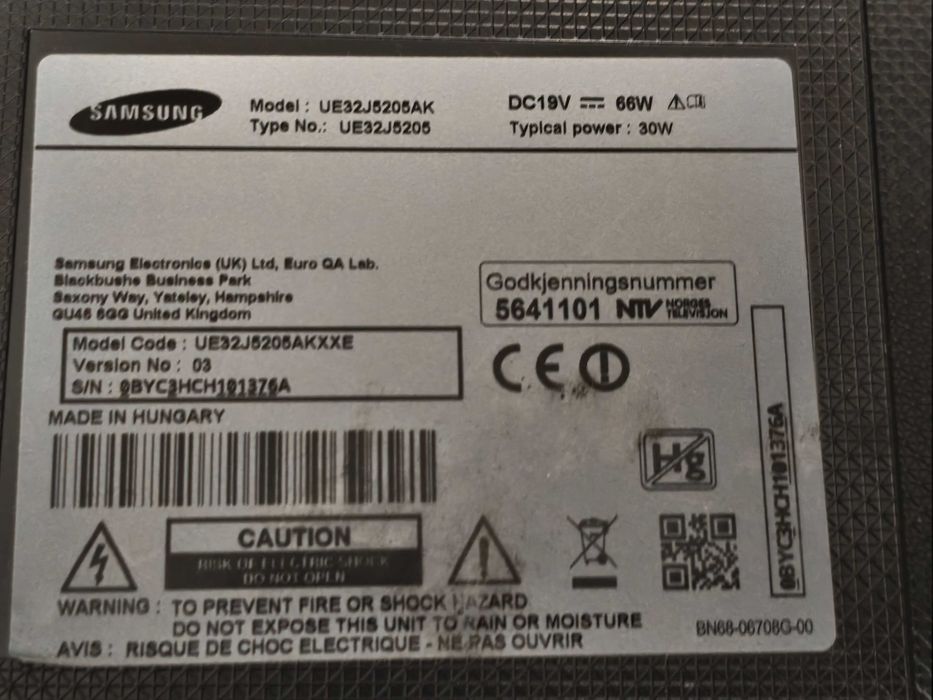 SAMSUNG
Model : UE32J5205AK
Type No.: UE32J5205
DC19V 66W
Typical power : 30W
Samsung Electronics (UK) Ltd, Euro QA Lab.
Blackbushe Business Park
Saxony Way, Yateley, Hampshire
GU46 6GG United Kingdom
Godkjenningsnummer
5641101 NTV NORGES TELEVISJON
Model Code : UE32J5205AKXXE
Version No : 03
S/N : 0BYC3HCH101376A
MADE IN HUNGARY
CE
Hg
0BYC3HCH101376A
CAUTION
RISK OF ELECTRIC SHOCK
DO NOT OPEN
WARNING : TO PREVENT FIRE OR SHOCK HAZARD
DO NOT EXPOSE THIS UNIT TO RAIN OR MOISTURE
AVIS : RISQUE DE CHOC ELECTRIQUE - NE PAS OUVRIR
BN68-06708G-00